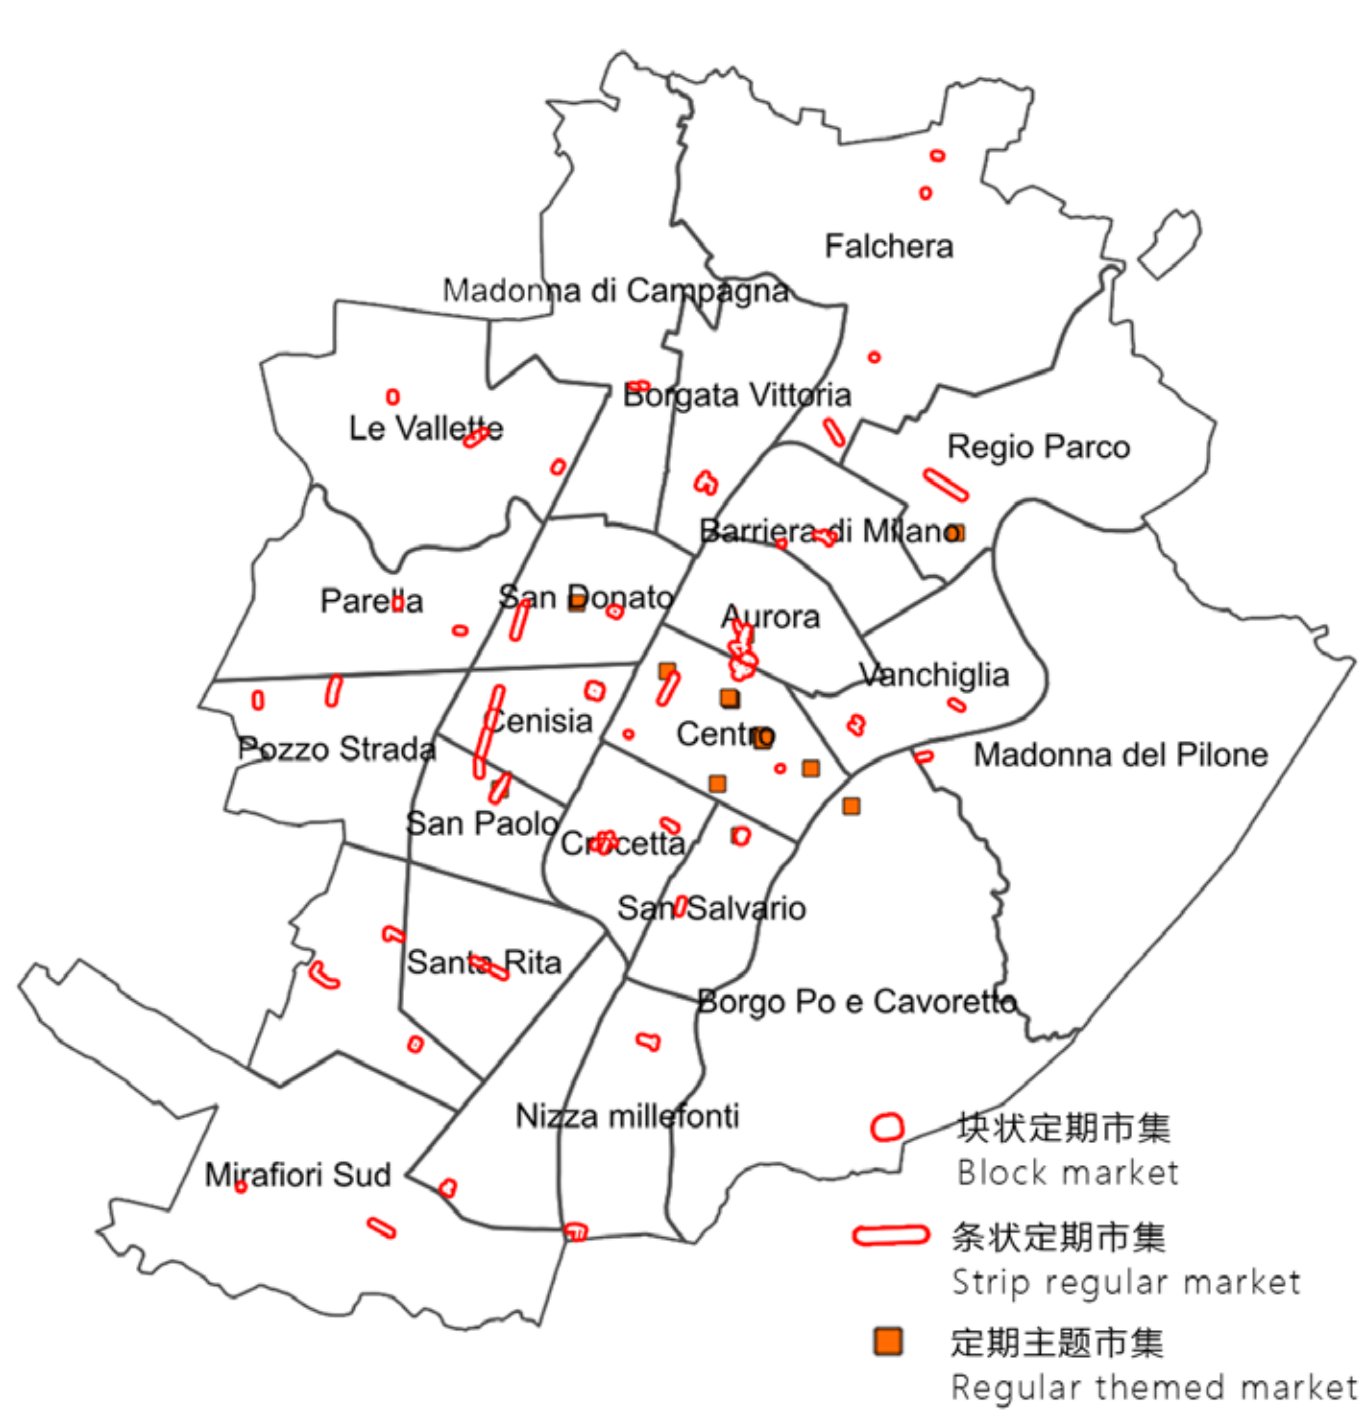 Falchera
Madonna di Campagna
Borgata Vittoria
Le Vallette
Regio Parco
Barriera di Milano
Parella
San Donato
Aurora
Vanchiglia
Cenisia
Centro
Pozzo Strada
Madonna del Pilone
San Paolo
Crocetta
San Salvario
Santa Rita
Borgo Po e Cavoretto
Nizza millefonti
Mirafiori Sud
块状定期市集
Block market
条状定期市集
Strip regular market
定期主题市集
Regular themed market